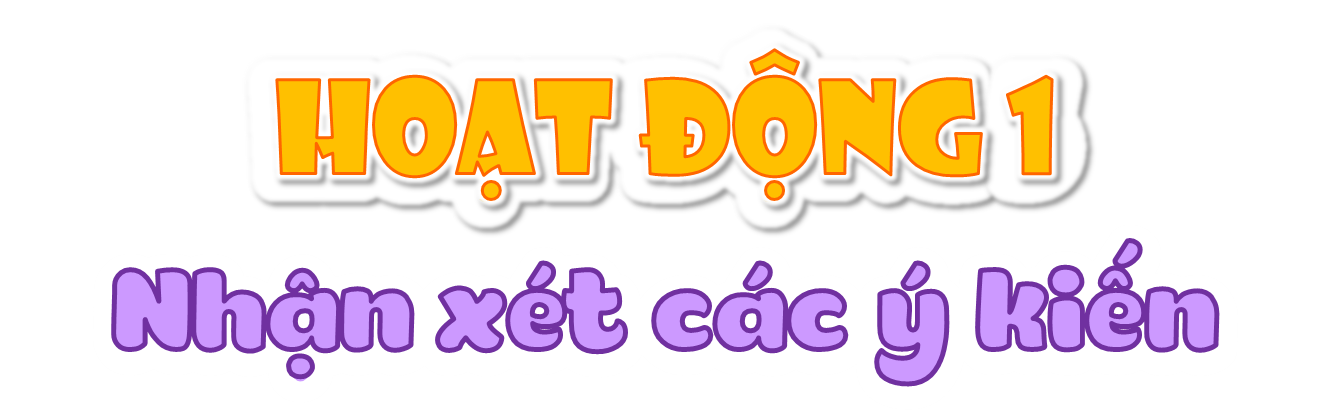 HOẠT ĐỘNG 1
Nhận xét các ý kiến